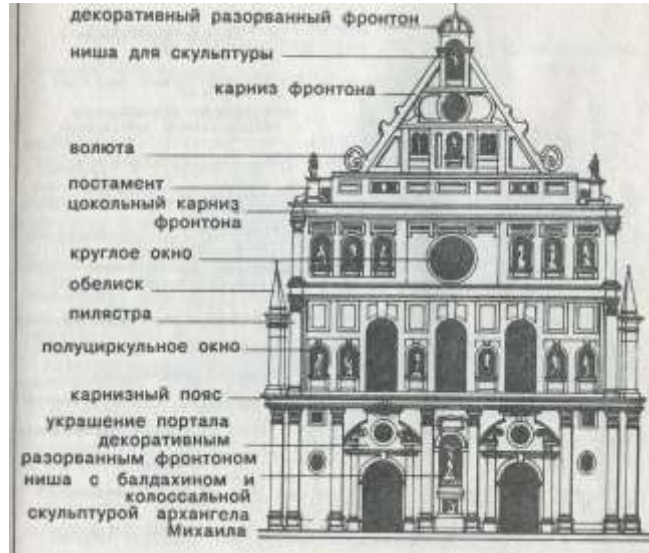 декоративный разорванный фронтон
ниша для скульптуры
карниз фронтона
волюта
постамент
цокольный карниз
фронтона
круглое окно
обелиск
пилястра
полуциркульное окно
карнизный пояс
украшение портала
декоративным
разорванным фронтоном
ниша с балдахином и
колоссальной
скульптурой архангела
Михаила